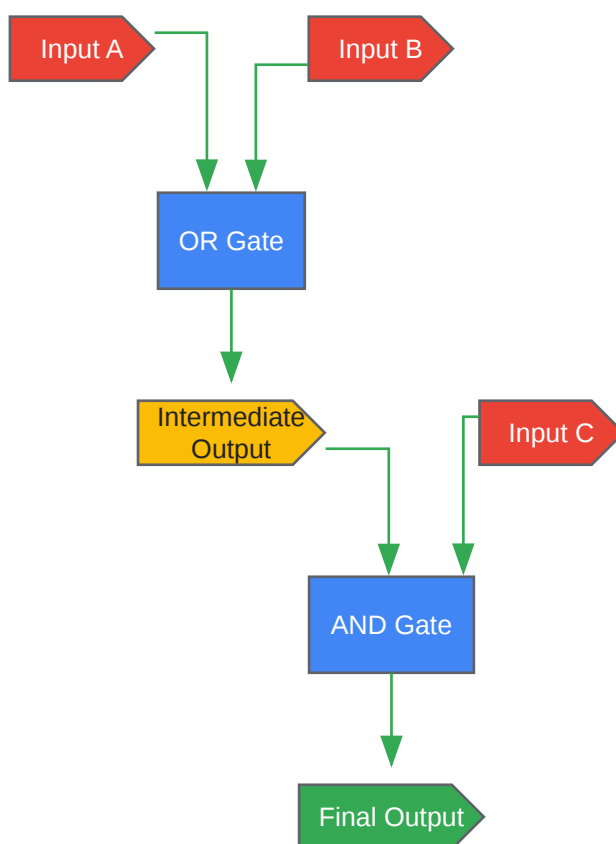 Input A
Input B
OR Gate
Intermediate
Output
Input C
AND Gate
Final Output